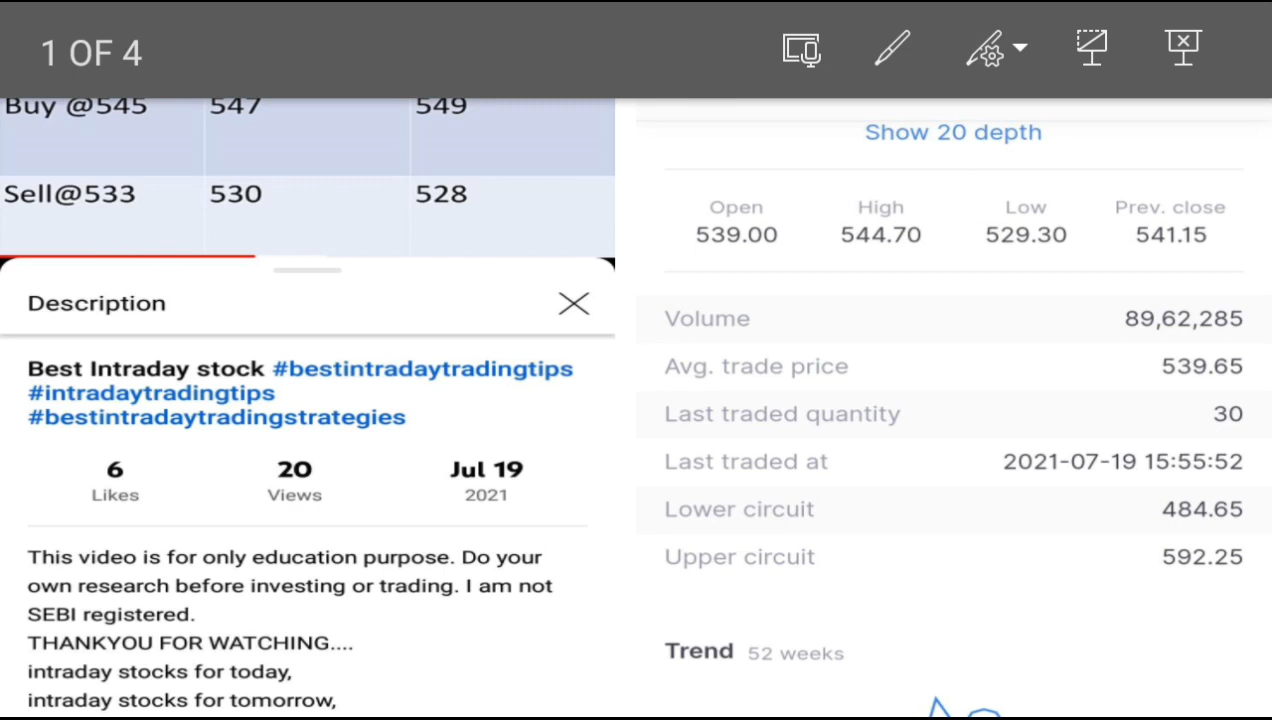 1 OF 4
Buy @545 547 549
Sell@533 530 528
Description
Best Intraday stock #bestintradaytradingtips
#intradaytradingtips
#bestintradaytradingstrategies
6 20 Jul 19
Likes Views 2021
This video is for only education purpose. Do your
own research before investing or trading. I am not
SEBI registered.
THANKYOU FOR WATCHING....
intraday stocks for today,
intraday stocks for tomorrow,
Show 20 depth
Open High Low Prev. close
539.00 544.70 529.30 541.15
Volume 89,62,285
Avg. trade price 539.65
Last traded quantity 30
Last traded at 2021-07-19 15:55:52
Lower circuit 484.65
Upper circuit 592.25
Trend 52 weeks